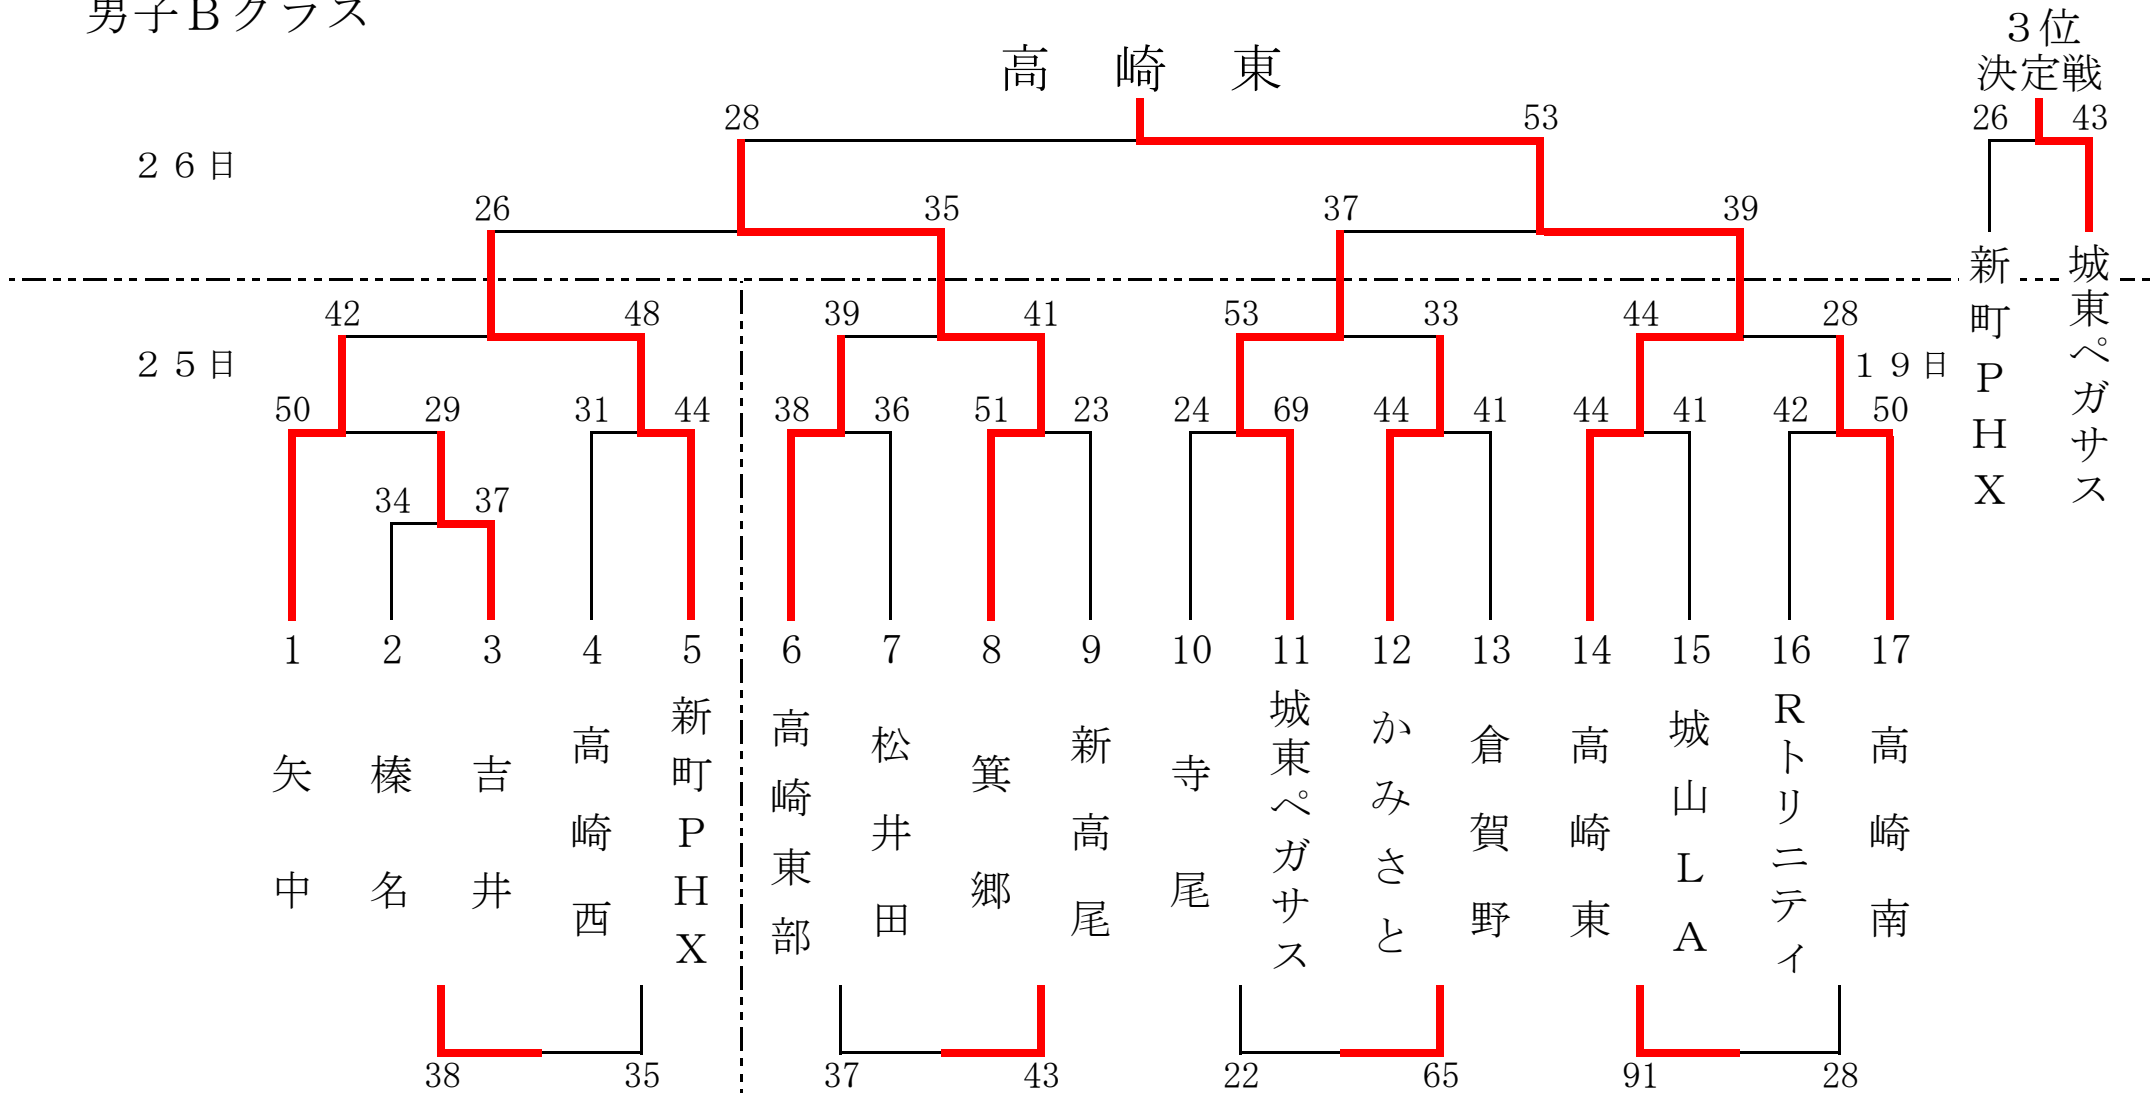 男子Ｂクラス
３位
決定戦
高崎東
28 53
26 43
２６日
26 35 37 39
新町ＰＨＸ
城東ペガサス
42 48 39 41 53 33 44 28
２５日
１９日
50 29 31 44 38 36 51 23 24 69 44 41 44 41 42 50
34 37
1 2 3 4 5 6 7 8 9 10 11 12 13 14 15 16 17
矢中
榛名
吉井
高崎西
新町ＰＨＸ
高崎東部
松井田
箕郷
新高尾
寺尾
城東ペガサス
かみさと
倉賀野
高崎東
城山ＬＡ
Ｒトリニティ
高崎南
38 35 37 43 22 65 91 28